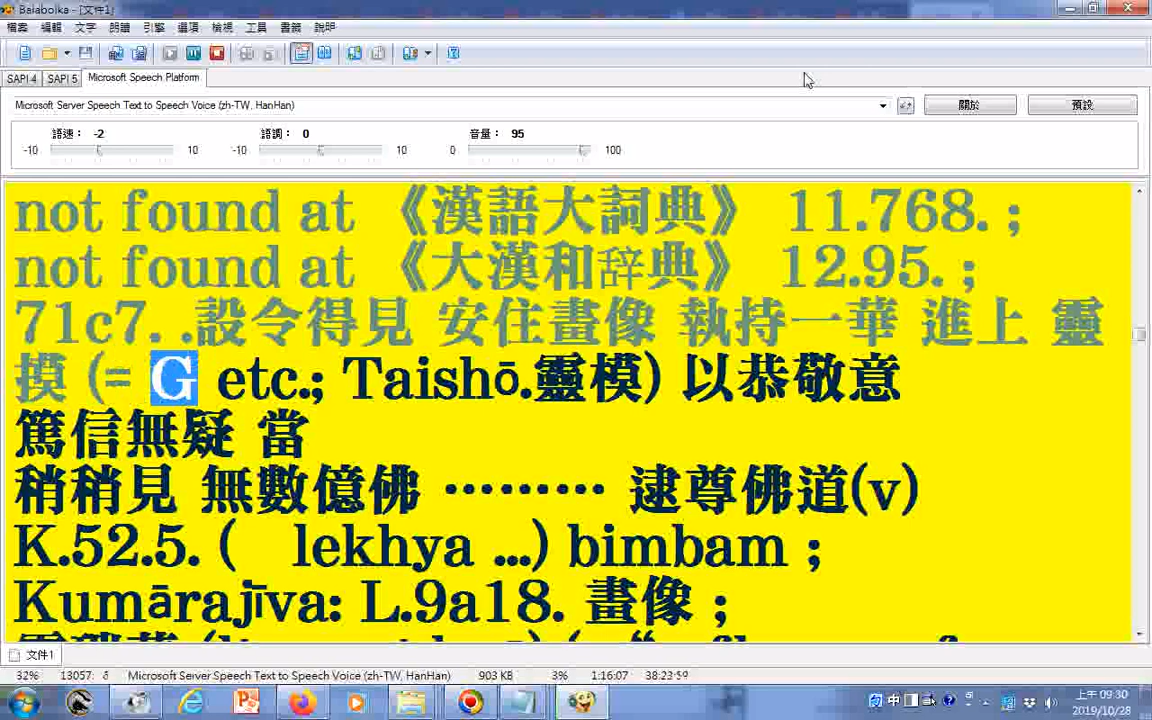 Balabolka - [文件1]
檔案 編輯 文字 朗讀 引擎 選項 檢視 工具 書籤 說明
SAPI 4 SAPI 5 Microsoft Speech Platform
Microsoft Server Speech Text to Speech Voice (zh-TW, HanHan) 關於 預設
語速： -2 語調： 0 音量： 95
-10 10 -10 10 0 100
not found at 《漢語大詞典》 11.768. ;
not found at 《大漢和辞典》 12.95. ;
71c7. .設令得見 安住畫像 執持一華 進上 靈
摸 (= G etc.; Taishō.靈模) 以恭敬意
篤信無疑 當
稍稍見 無數億佛 ……… 逮尊佛道(v)
K.52.5. ( lekhya ...) bimbam ;
Kumārajīva: L.9a18. 畫像 ;
文件1
32% 13057: 8 Microsoft Server Speech Text to Speech Voice (zh-TW, HanHan) 903 KB 3% 1:16:07 38:23:59
中 上午 09:30
2019/10/28